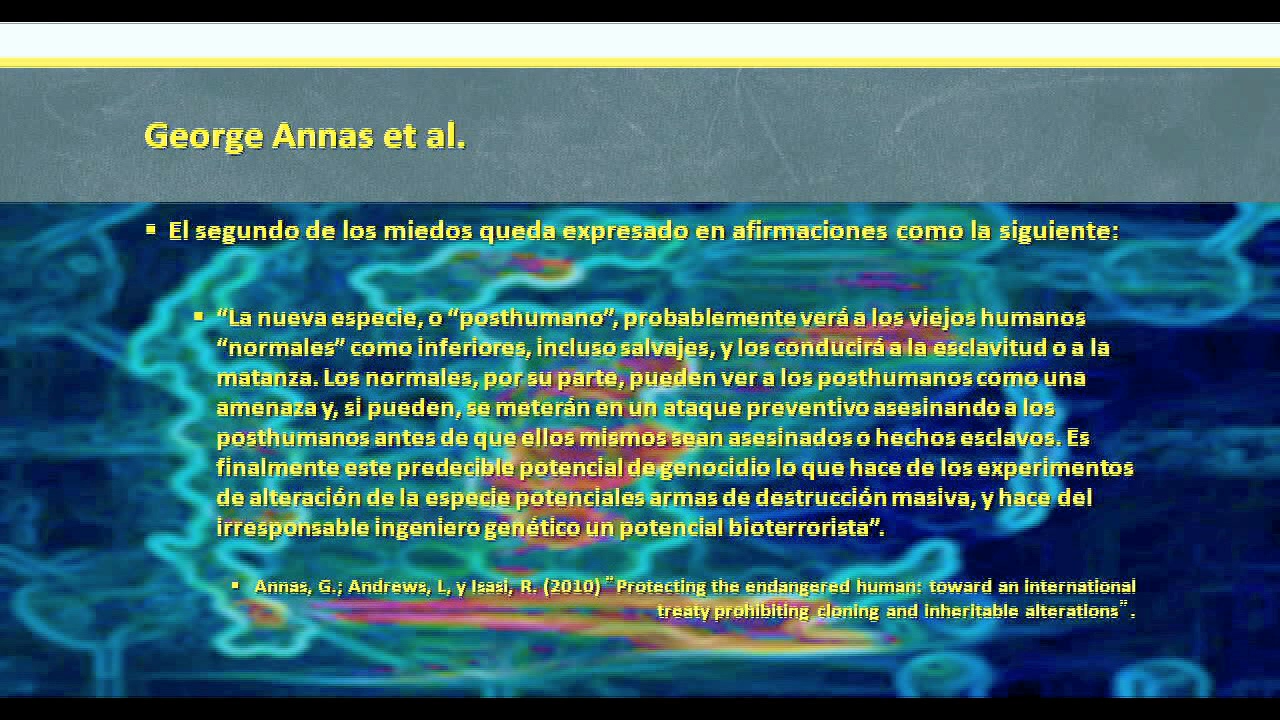 George Annas et al.
▪ El segundo de los miedos queda expresado en afirmaciones como la siguiente:
▪ “La nueva especie, o “posthumano”, probablemente verá a los viejos humanos
“normales” como inferiores, incluso salvajes, y los conducirá a la esclavitud o a la
matanza. Los normales, por su parte, pueden ver a los posthumanos como una
amenaza y, si pueden, se meterán en un ataque preventivo asesinando a los
posthumanos antes de que ellos mismos sean asesinados o hechos esclavos. Es
finalmente este predecible potencial de genocidio lo que hace de los experimentos
de alteración de la especie potenciales armas de destrucción masiva, y hace del
irresponsable ingeniero genético un potencial bioterrorista”.
▪ Annas, G.; Andrews, L, y Isasi, R. (2010) “Protecting the endangered human: toward an international
treaty prohibiting cloning and inheritable alterations”.